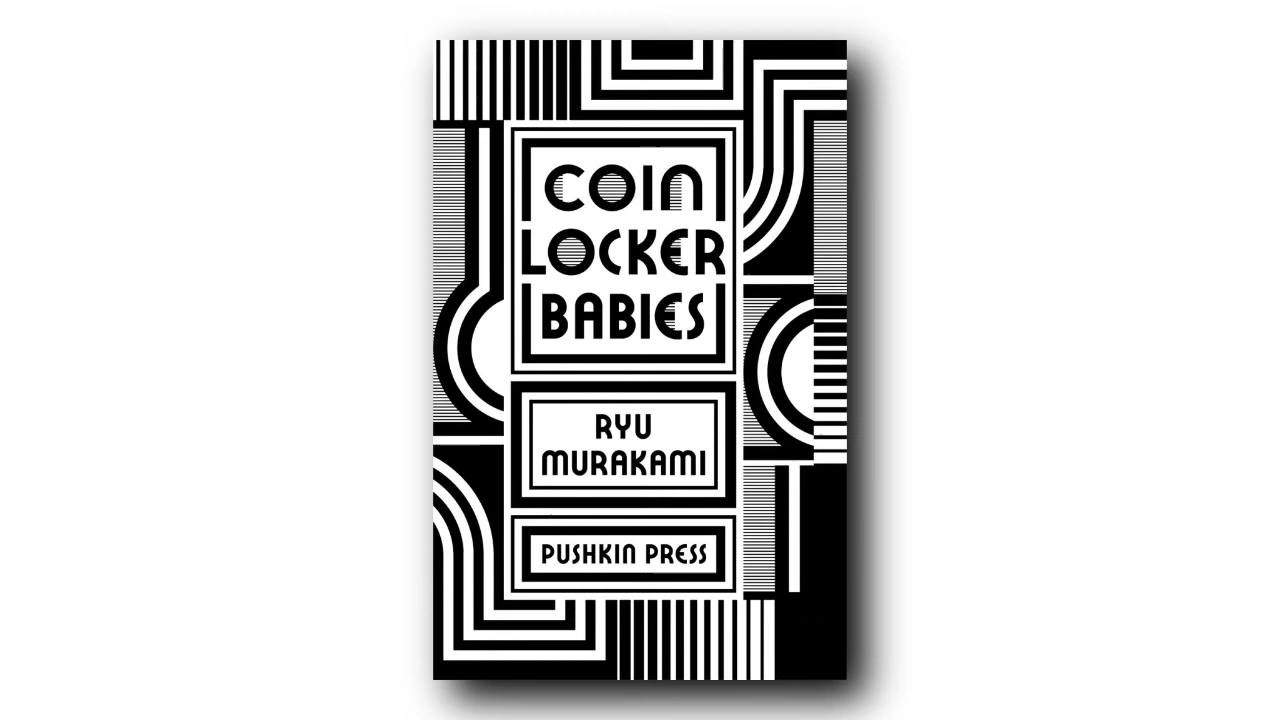 COIN
LOCKER
BABIES
RYU
MURAKAMI
PUSHKIN PRESS